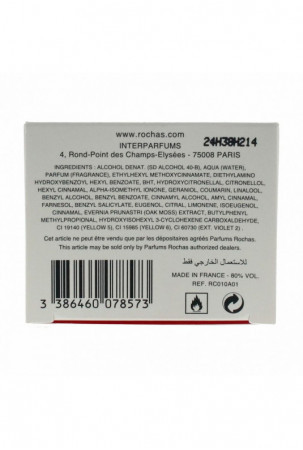 www.rochas.com
24H38H214
INTERPARFUMS
4, Rond-Point des Champs-Elysées - 75008 PARIS
INGREDIENTS : ALCOHOL DENAT. (SD ALCOHOL 40-B), AQUA (WATER),
PARFUM (FRAGRANCE), ETHYLHEXYL METHOXYCINNAMATE, DIETHYLAMINO
HYDROXYBENZOYL HEXYL BENZOATE, BHT, HYDROXYCITRONELLAL, CITRONELLOL,
HEXYL CINNAMAL, ALPHA-ISOMETHYL IONONE, GERANIOL, COUMARIN, LINALOOL,
BENZYL ALCOHOL, BENZYL BENZOATE, CINNAMYL ALCOHOL, AMYL CINNAMAL,
FARNESOL, BENZYL SALICYLATE, EUGENOL, CITRAL, LIMONENE, ISOEUGENOL,
CINNAMAL, EVERNIA PRUNASTRI (OAK MOSS) EXTRACT, BUTYLPHENYL
METHYLPROPIONAL, HYDROXYISOHEXYL 3-CYCLOHEXENE CARBOXALDEHYDE,
CI 19140 (YELLOW 5), CI 15985 (YELLOW 6), CI 60730 (EXT. VIOLET 2).
Cet article ne peut être vendu que par les dépositaires agréés Parfums Rochas.
This article may be sold only by Parfums Rochas authorized dealers.
للاستعمال الخارجي فقط
MADE IN FRANCE - 80% VOL.
REF. RC010A01
3 386460 078573